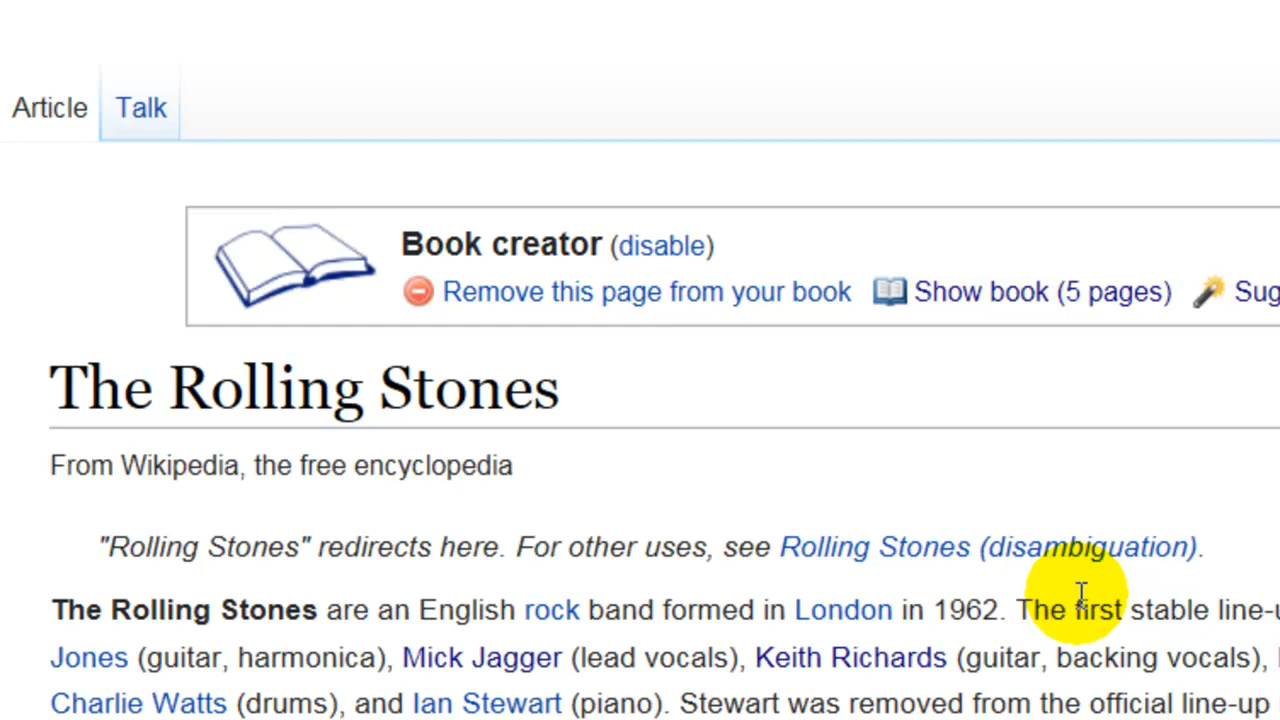 Article Talk
Book creator (disable)
Remove this page from your book Show book (5 pages)
The Rolling Stones
From Wikipedia, the free encyclopedia
"Rolling Stones" redirects here. For other uses, see Rolling Stones (disambiguation).
The Rolling Stones are an English rock band formed in London in 1962. The first stable
Jones (guitar, harmonica), Mick Jagger (lead vocals), Keith Richards (guitar, backing vocals),
Charlie Watts (drums), and Ian Stewart (piano). Stewart was removed from the official line-up